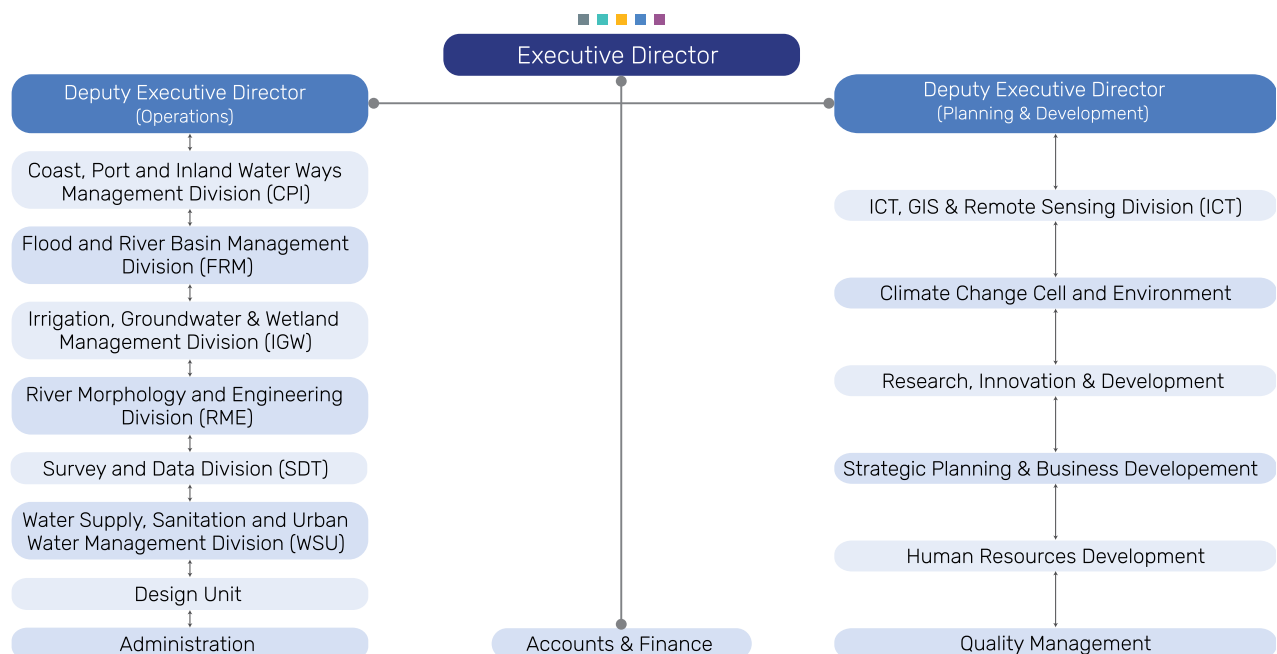 Executive Director
Deputy Executive Director
(Operations)
Coast, Port and Inland Water Ways
Management Division (CPI)
Flood and River Basin Management
Division (FRM)
Irrigation, Groundwater & Wetland
Management Division (IGW)
River Morphology and Engineering
Division (RME)
Survey and Data Division (SDT)
Water Supply, Sanitation and Urban
Water Management Division (WSU)
Design Unit
Administration
Accounts & Finance
Deputy Executive Director
(Planning & Development)
ICT, GIS & Remote Sensing Division (ICT)
Climate Change Cell and Environment
Research, Innovation & Development
Strategic Planning & Business Developement
Human Resources Development
Quality Management